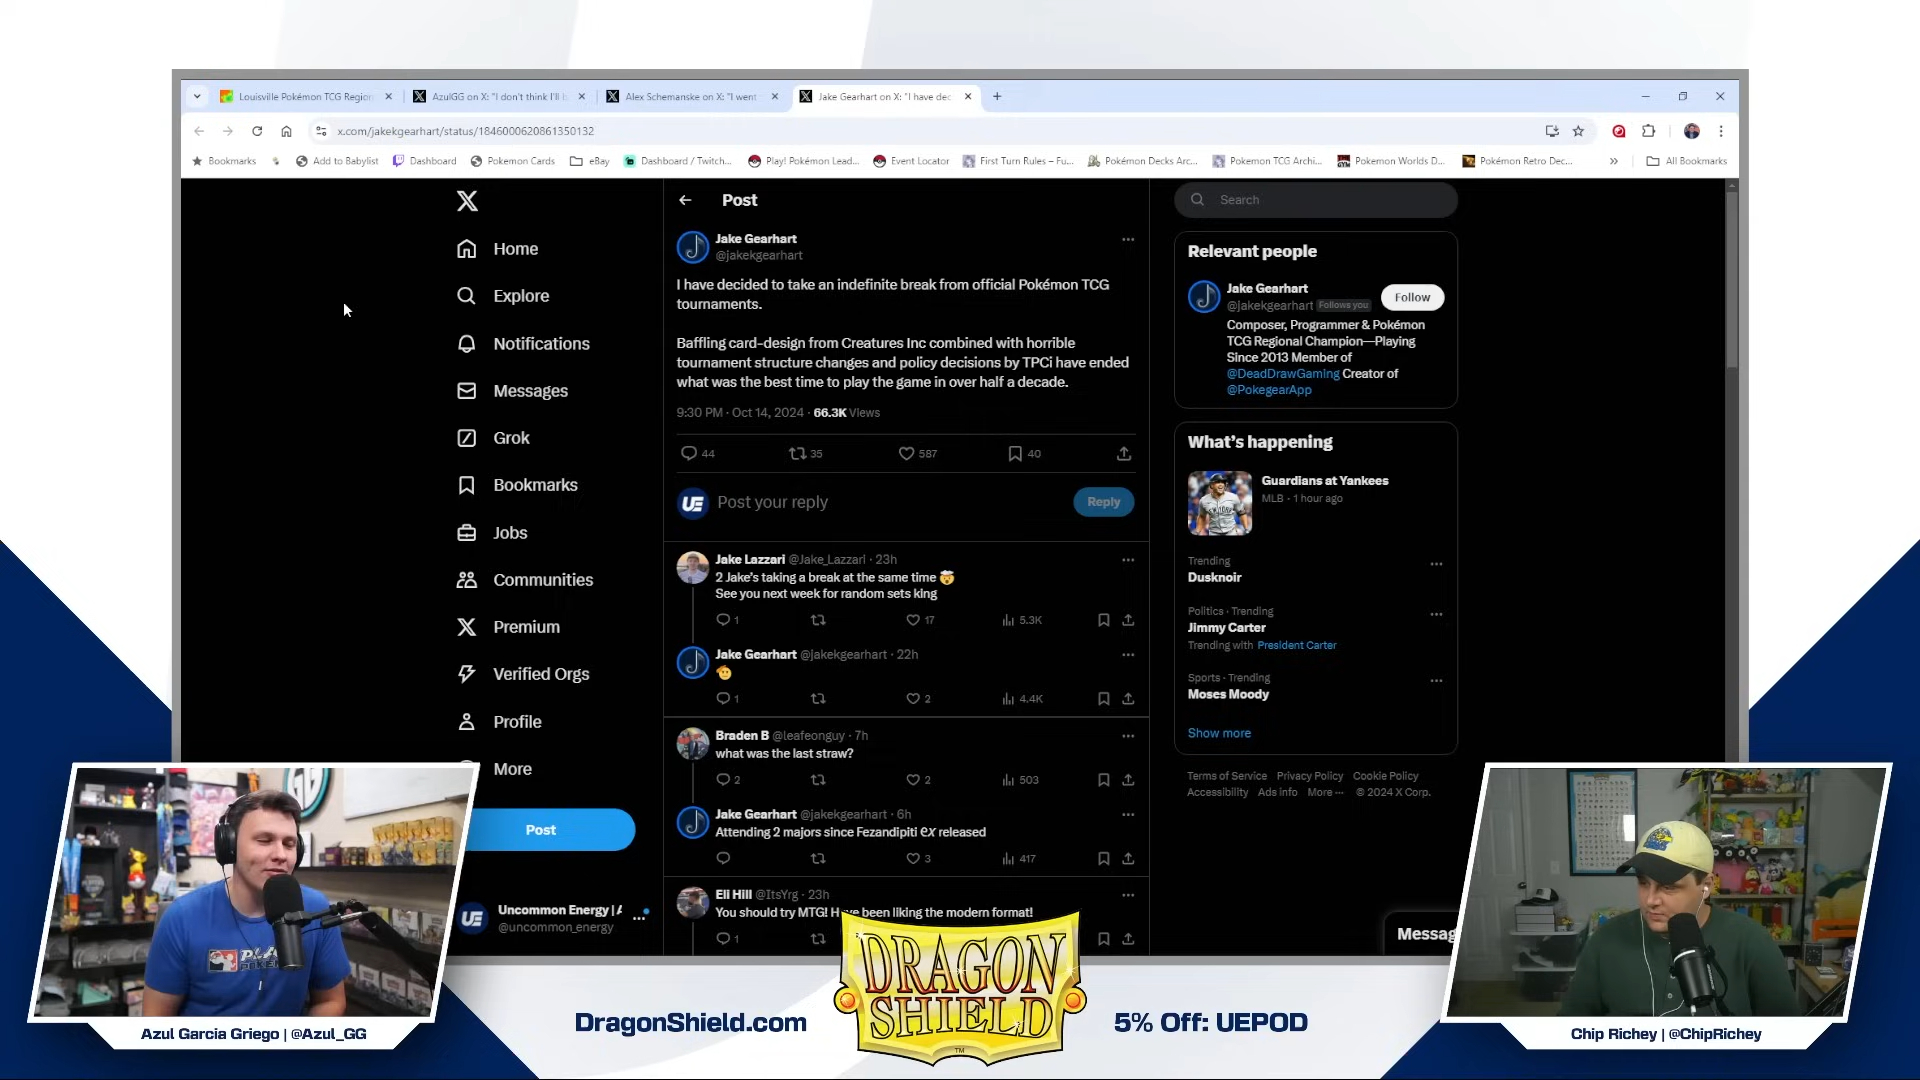 Louisville Pokémon TCG Region
AzulGG on X: "I don't think I'll
Alex Schemanske on X: "I went
Jake Gearhart on X: "I have dec
x.com/jakekgearhart/status/1846000620861350132
Bookmarks
Add to Babylist
Dashboard
Pokemon Cards
eBay
Dashboard / Twitch...
Play! Pokémon Lead...
Event Locator
First Turn Rules – Fu...
Pokémon Decks Arc...
Pokemon TCG Archi...
Pokemon Worlds D...
Pokémon Retro Dec...
All Bookmarks
Home
Explore
Notifications
Messages
Grok
Bookmarks
Jobs
Communities
Premium
Verified Orgs
Profile
More
Post
Uncommon Energy | A
@uncommon_energy
Post
Jake Gearhart
@jakekgearhart
I have decided to take an indefinite break from official Pokémon TCG
tournaments.
Baffling card-design from Creatures Inc combined with horrible
tournament structure changes and policy decisions by TPCi have ended
what was the best time to play the game in over half a decade.
9:30 PM · Oct 14, 2024 · 66.3K Views
44 35 587 40
UE Post your reply Reply
Jake Lazzari @Jake_Lazzari · 23h
2 Jake's taking a break at the same time 🤯
See you next week for random sets king
1 17 5.3K
Jake Gearhart @jakekgearhart · 22h
🫡
1 2 4.4K
Braden B @leafeonguy · 7h
what was the last straw?
2 2 503
Jake Gearhart @jakekgearhart · 6h
Attending 2 majors since Fezandipiti ex released
3 417
Eli Hill @ItsYrg · 23h
You should try MTG! H ve been liking the modern format!
1
Search
Relevant people
Jake Gearhart
@jakekgearhart Follows you
Follow
Composer, Programmer & Pokémon
TCG Regional Champion—Playing
Since 2013 Member of
@DeadDrawGaming Creator of
@PokegearApp
What's happening
Guardians at Yankees
MLB · 1 hour ago
Trending
Dusknoir
Politics · Trending
Jimmy Carter
Trending with President Carter
Sports · Trending
Moses Moody
Show more
Terms of Service Privacy Policy Cookie Policy
Accessibility Ads info More ··· © 2024 X Corp.
Messag
Azul Garcia Griego | @Azul_GG
DragonShield.com
DRAGON
SHIELD
TM
5% Off: UEPOD
Chip Richey | @ChipRichey